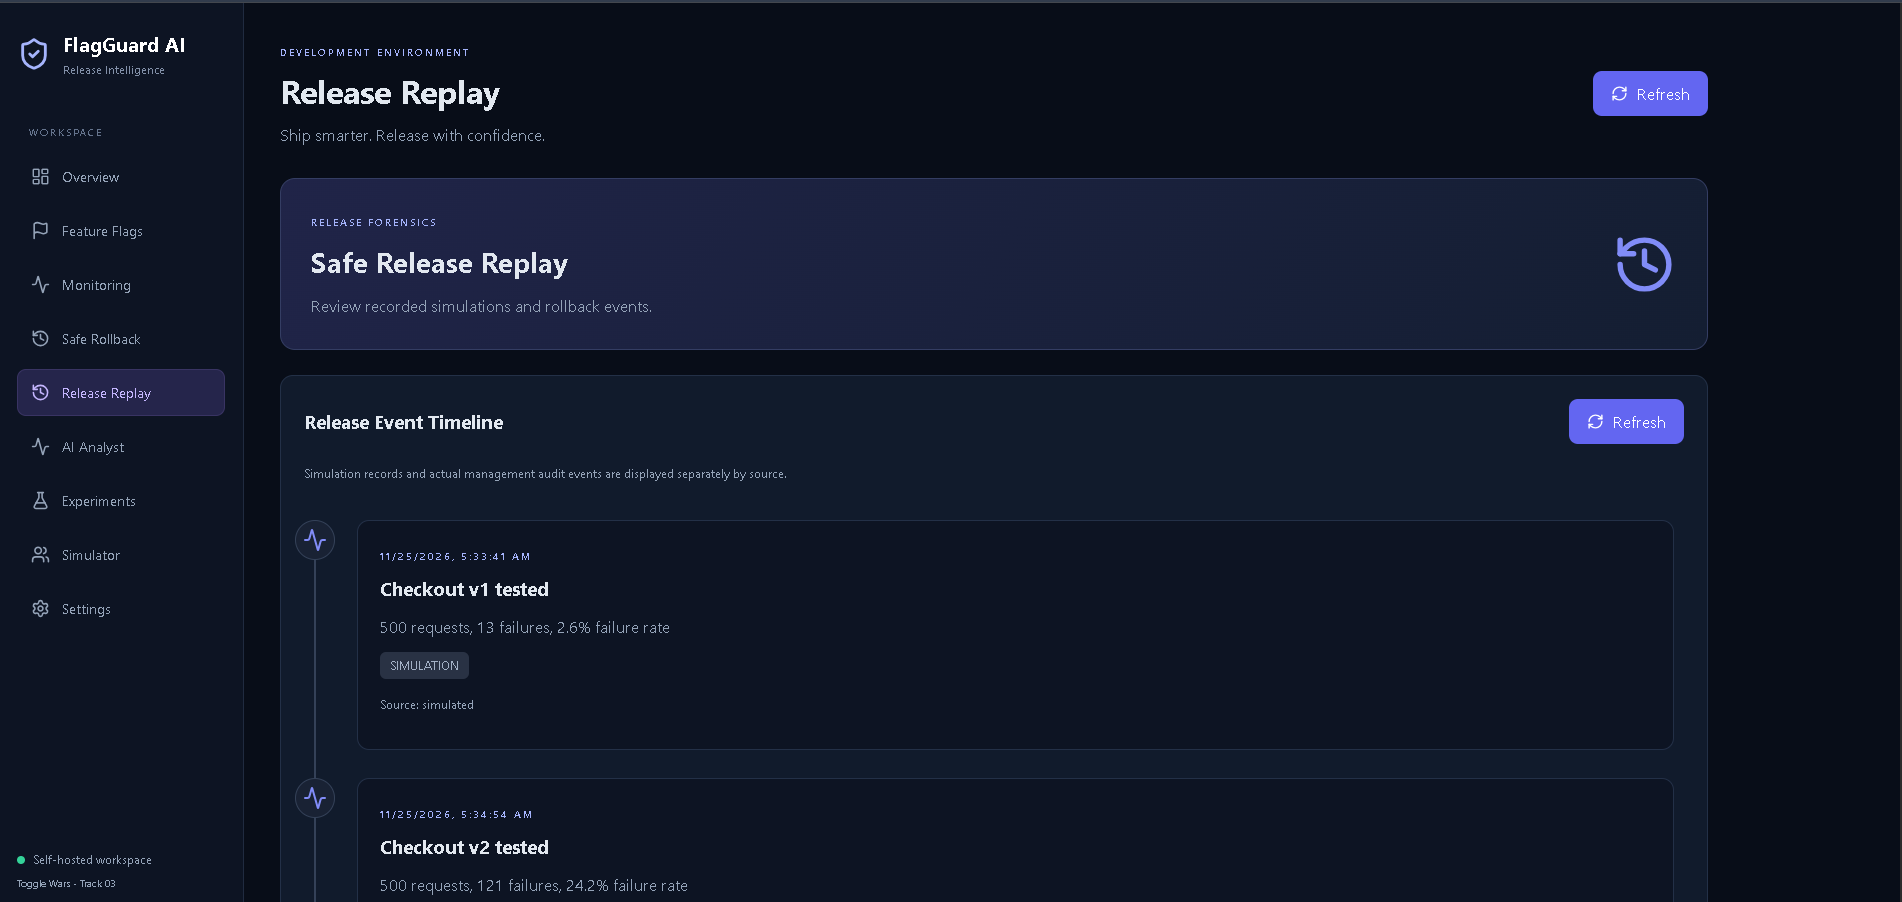 FlagGuard AI
Release Intelligence
WORKSPACE
Overview
Feature Flags
Monitoring
Safe Rollback
Release Replay
AI Analyst
Experiments
Simulator
Settings
Self-hosted workspace
Toggle Wars - Track 03
DEVELOPMENT ENVIRONMENT
Release Replay
Ship smarter. Release with confidence.
Refresh
RELEASE FORENSICS
Safe Release Replay
Review recorded simulations and rollback events.
Release Event Timeline
Refresh
Simulation records and actual management audit events are displayed separately by source.
11/25/2026, 5:33:41 AM
Checkout v1 tested
500 requests, 13 failures, 2.6% failure rate
SIMULATION
Source: simulated
11/25/2026, 5:34:54 AM
Checkout v2 tested
500 requests, 121 failures, 24.2% failure rate